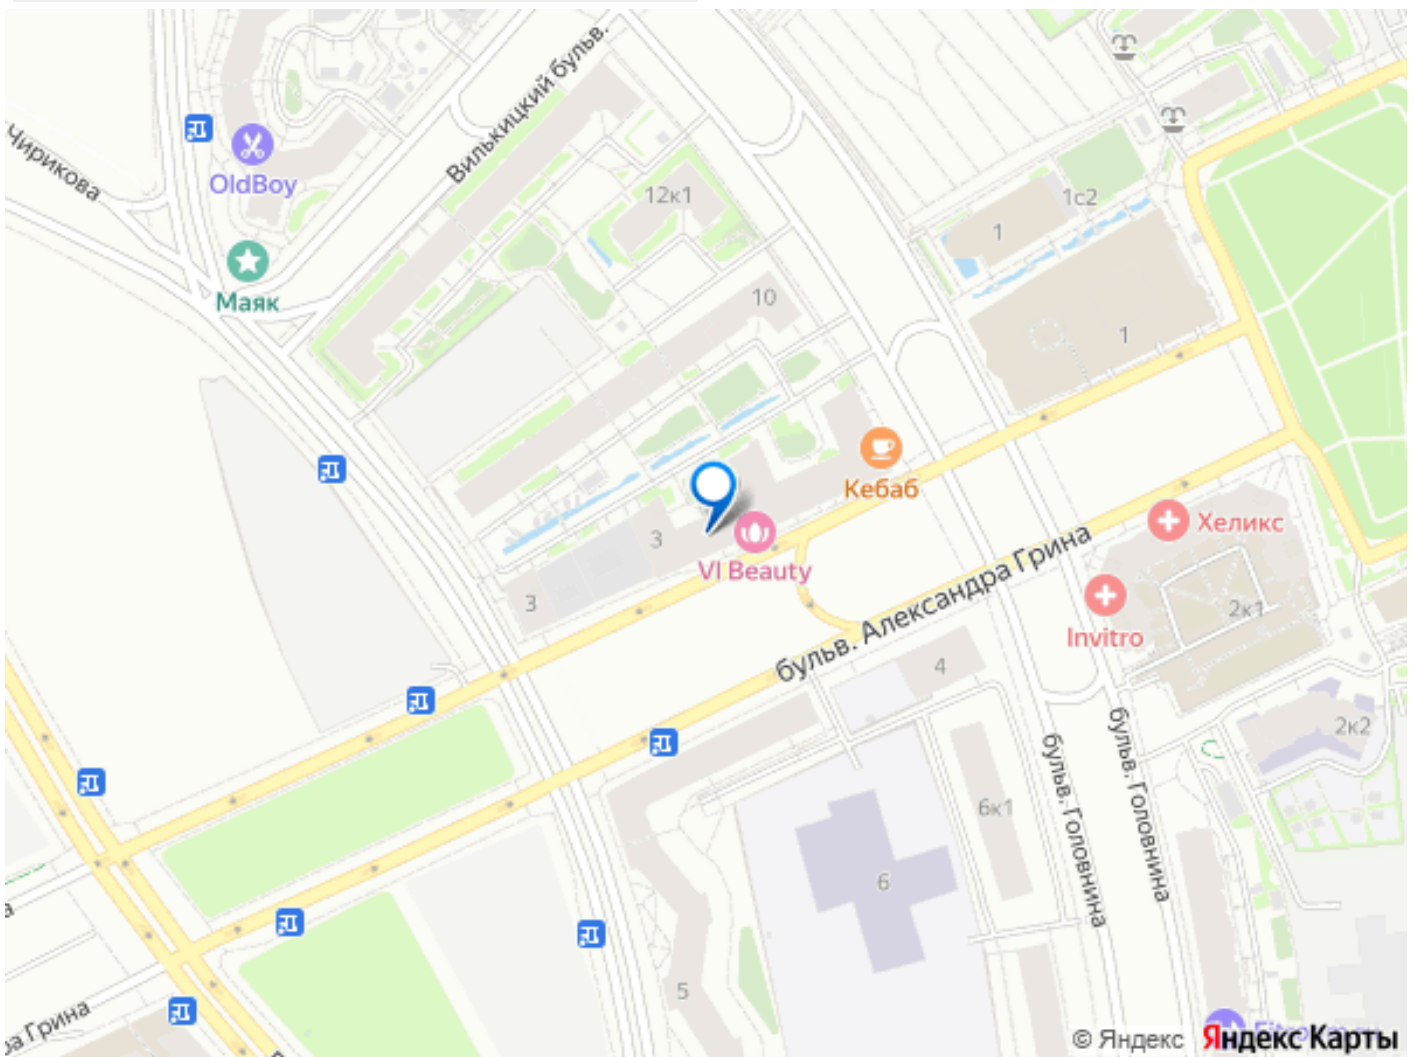 Вилькицкий бульв.
Чирикова
OldBoy
12к1
1с2
1
Маяк
10
1
Кебаб
Хеликс
3
VI Beauty
3
бульв. Александра Грина
Invitro
2к1
4
2к2
бульв. Головнина
бульв. Головнина
6к1
6
а
5
ра Грина
© Яндекс Яндекс Карты